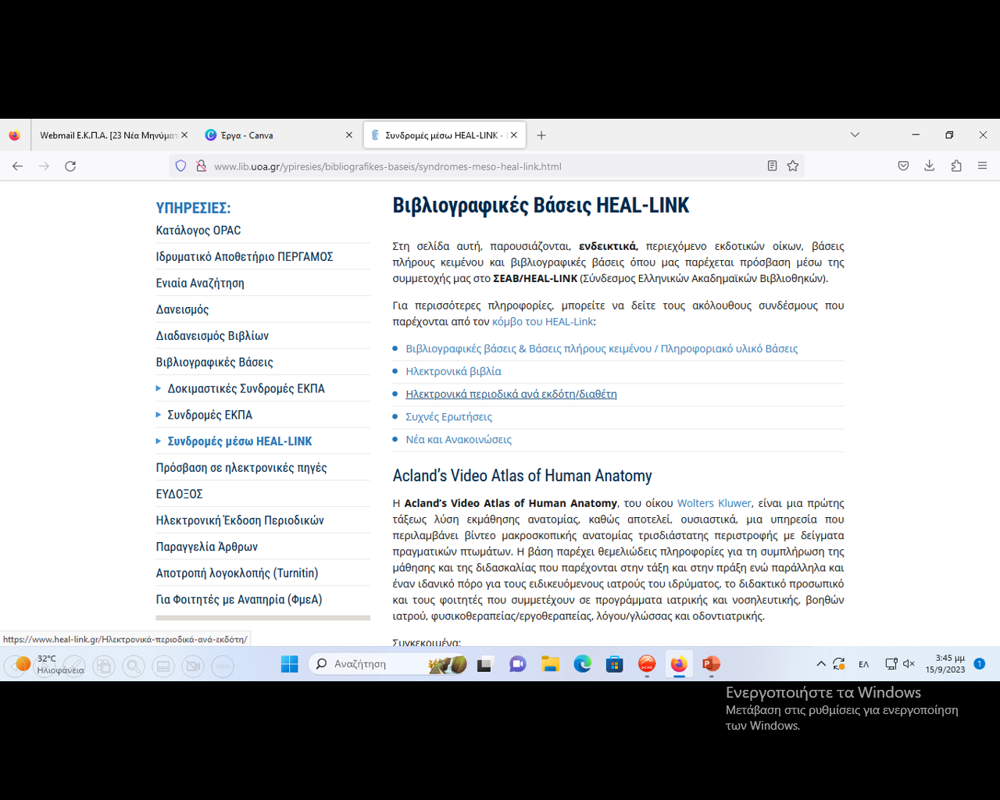 Webmail Ε.Κ.Π.Α. [23 Νέα Μηνύματ
Έργα - Canva
Συνδρομές μέσω HEAL-LINK -
www.lib.uoa.gr/ypiresies/bibliografikes-baseis/syndromes-meso-heal-link.html
ΥΠΗΡΕΣΙΕΣ:
Κατάλογος OPAC
Ιδρυματικό Αποθετήριο ΠΕΡΓΑΜΟΣ
Ενιαία Αναζήτηση
Δανεισμός
Διαδανεισμός Βιβλίων
Βιβλιογραφικές Βάσεις
Δοκιμαστικές Συνδρομές ΕΚΠΑ
Συνδρομές ΕΚΠΑ
Συνδρομές μέσω HEAL-LINK
Πρόσβαση σε ηλεκτρονικές πηγές
ΕΥΔΟΞΟΣ
Ηλεκτρονική Έκδοση Περιοδικών
Παραγγελία Άρθρων
Αποτροπή λογοκλοπής (Turnitin)
Για Φοιτητές με Αναπηρία (ΦμεΑ)
Βιβλιογραφικές Βάσεις HEAL-LINK
Στη σελίδα αυτή, παρουσιάζονται, ενδεικτικά, περιεχόμενο εκδοτικών οίκων, βάσεις
πλήρους κειμένου και βιβλιογραφικές βάσεις όπου μας παρέχεται πρόσβαση μέσω της
συμμετοχής μας στο ΣΕΑΒ/HEAL-LINK (Σύνδεσμος Ελληνικών Ακαδημαϊκών Βιβλιοθηκών).
Για περισσότερες πληροφορίες, μπορείτε να δείτε τους ακόλουθους συνδέσμους που
παρέχονται από τον κόμβο του HEAL-Link:
Βιβλιογραφικές βάσεις & Βάσεις πλήρους κειμένου / Πληροφοριακό υλικό Βάσεις
Ηλεκτρονικά βιβλία
Ηλεκτρονικά περιοδικά ανά εκδότη/διαθέτη
Συχνές Ερωτήσεις
Νέα και Ανακοινώσεις
Acland's Video Atlas of Human Anatomy
Η Acland's Video Atlas of Human Anatomy, του οίκου Wolters Kluwer, είναι μια πρώτης
τάξεως λύση εκμάθησης ανατομίας, καθώς αποτελεί, ουσιαστικά, μια υπηρεσία που
περιλαμβάνει βίντεο μακροσκοπικής ανατομίας τρισδιάστατης περιστροφής με δείγματα
πραγματικών πτωμάτων. Η βάση παρέχει θεμελιώδεις πληροφορίες για τη συμπλήρωση της
μάθησης και της διδασκαλίας που παρέχονται στην τάξη και στην πράξη ενώ παράλληλα και
έναν ιδανικό πόρο για τους ειδικευόμενους ιατρούς του ιδρύματος, το διδακτικό προσωπικό
και τους φοιτητές που συμμετέχουν σε προγράμματα ιατρικής και νοσηλευτικής, βοηθών
ιατρού, φυσικοθεραπείας/εργοθεραπείας, λόγου/γλώσσας και οδοντιατρικής.
Συγκεκριμένα:
https://www.heal-link.gr/Ηλεκτρονικά-περιοδικά-ανά-εκδότη/
32°C
Ηλιοφάνεια
Αναζήτηση
ΕΛ
3:45 μμ
15/9/2023
1
Ενεργοποιήστε τα Windows
Μετάβαση στις ρυθμίσεις για ενεργοποίηση
των Windows.